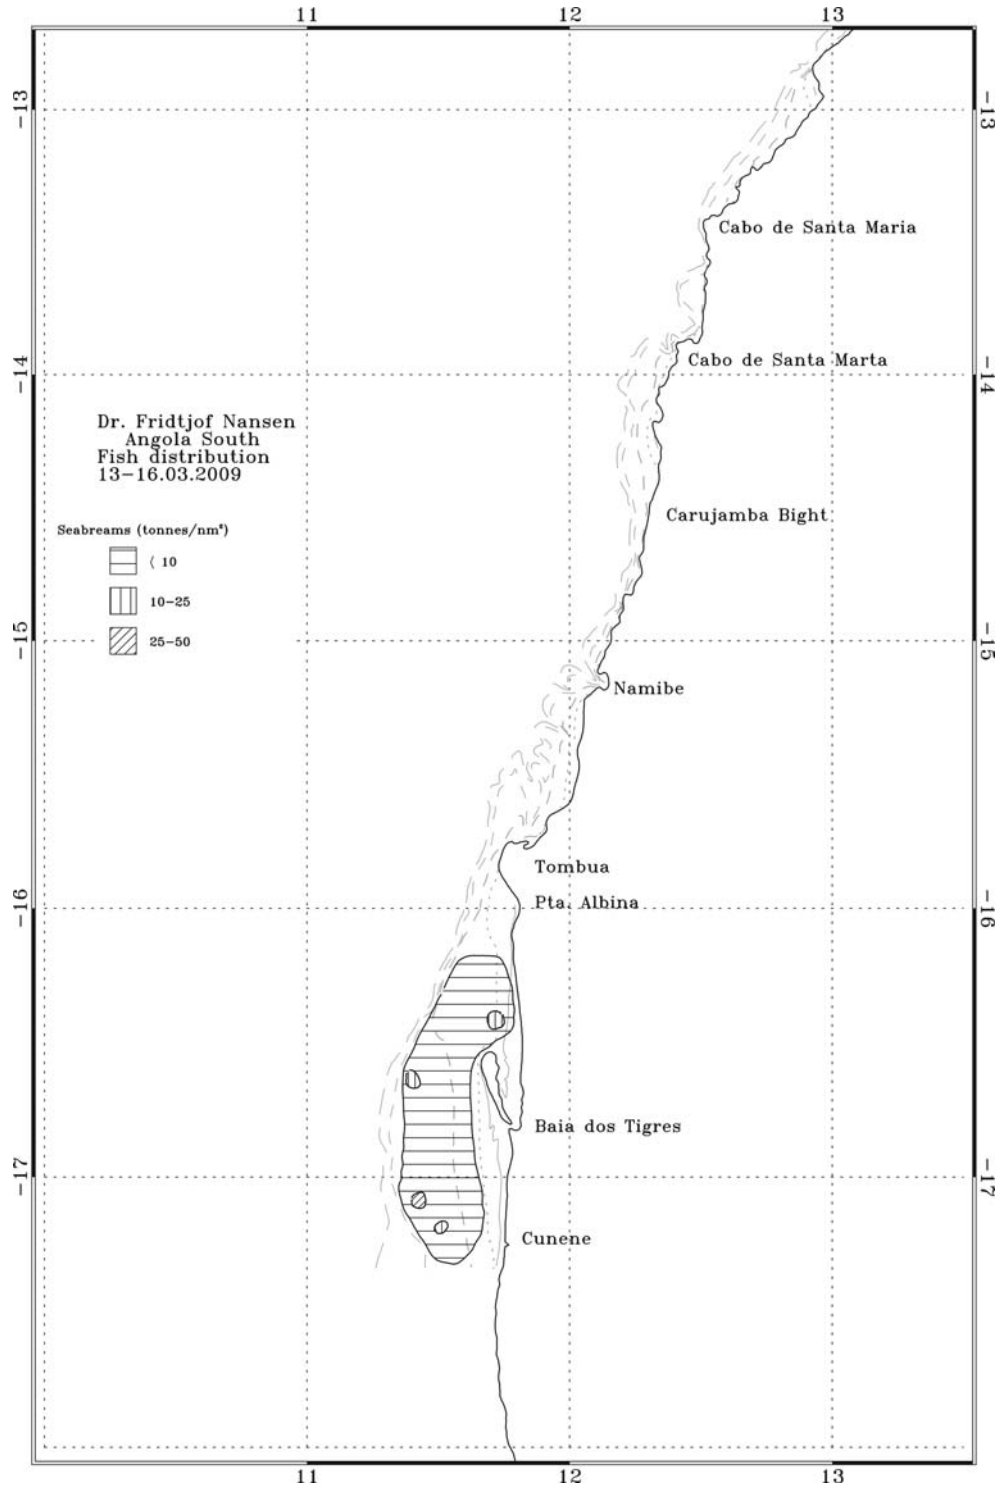 11 12 13
-13 -13
Cabo de Santa Maria
Cabo de Santa Marta
-14 -14
Dr. Fridtjof Nansen
Angola South
Fish distribution
13-16.03.2009
Carujamba Bight
Seabreams (tonnes/nm²)
⟨ 10
10-25
25-50
-15 -15
Namibe
Tombua
-16 -16
Pta. Albina
Baia dos Tigres
-17 -17
Cunene
11 12 13